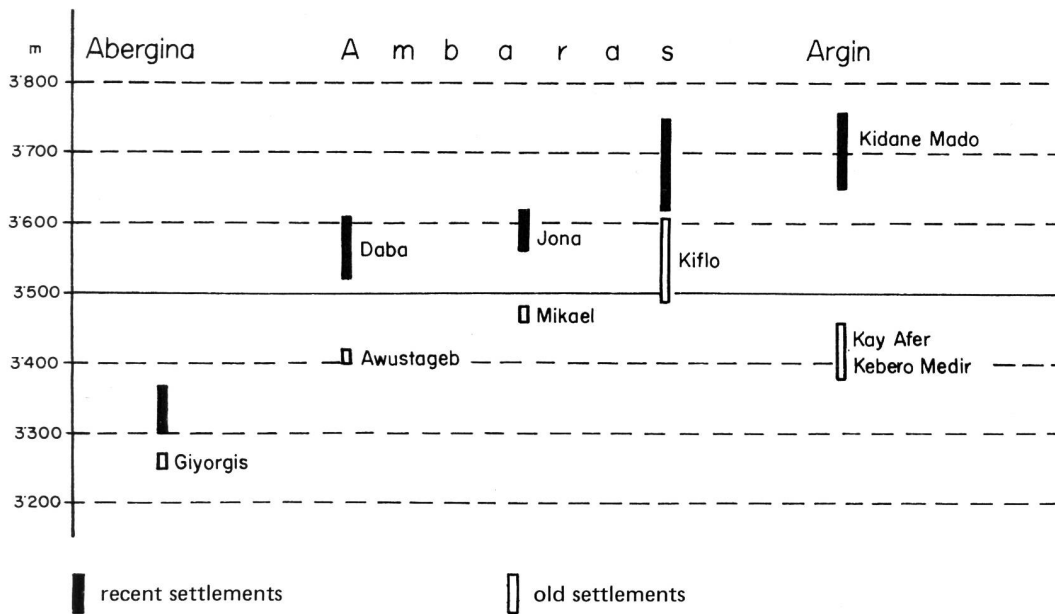 m Abergina A m b a r a s Argin
3'800
3'700 Kidane Mado
3'600
Daba Jona
Kiflo
3'500
Mikael
Kay Afer
Awustageb Kebero Medir
3'400
3'300
Giyorgis
3'200
recent settlements old settlements